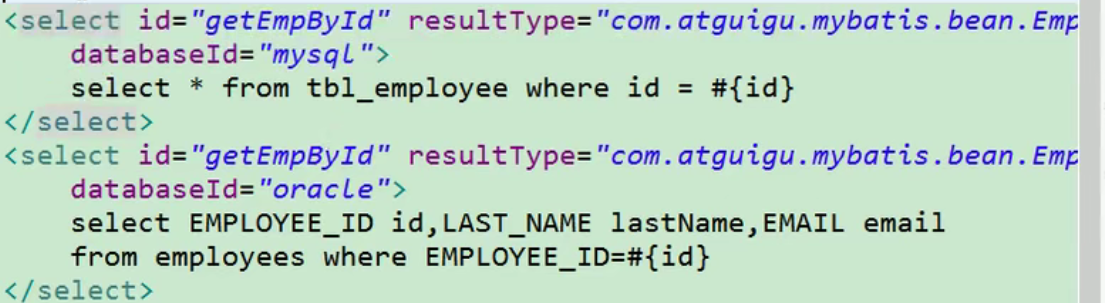 <select id="getEmpById" resultType="com.atguigu.mybatis.bean.Emp
databaseId="mysql">
select * from tbl_employee where id = #{id}
</select>
<select id="getEmpById" resultType="com.atguigu.mybatis.bean.Emp
databaseId="oracle">
select EMPLOYEE_ID id,LAST_NAME lastName,EMAIL email
from employees where EMPLOYEE_ID=#{id}
</select>